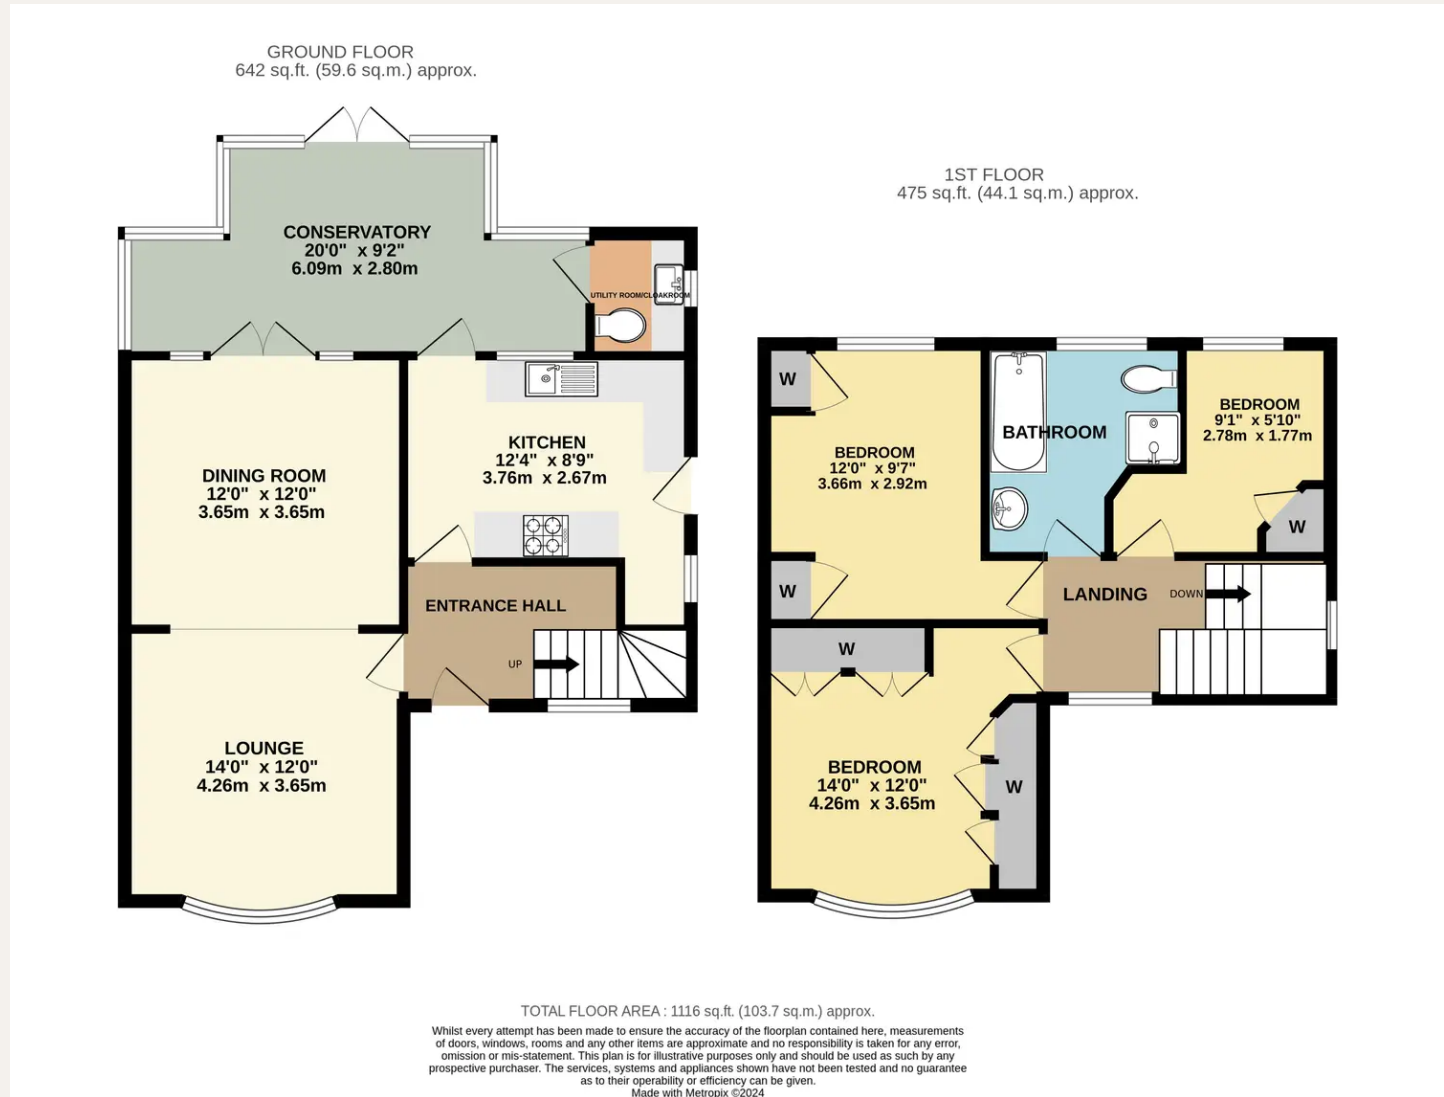 GROUND FLOOR
642 sq.ft. (59.6 sq.m.) approx.
CONSERVATORY
20'0" x 9'2"
6.09m x 2.80m
UTILITY ROOM/CLOAKROOM
KITCHEN
12'4" x 8'9"
3.76m x 2.67m
DINING ROOM
12'0" x 12'0"
3.65m x 3.65m
ENTRANCE HALL
UP
LOUNGE
14'0" x 12'0"
4.26m x 3.65m
1ST FLOOR
475 sq.ft. (44.1 sq.m.) approx.
W
BEDROOM
12'0" x 9'7"
3.66m x 2.92m
W
BATHROOM
BEDROOM
9'1" x 5'10"
2.78m x 1.77m
W
LANDING
DOWN
W
BEDROOM
14'0" x 12'0"
4.26m x 3.65m
W
TOTAL FLOOR AREA : 1116 sq.ft. (103.7 sq.m.) approx.
Whilst every attempt has been made to ensure the accuracy of the floorplan contained here, measurements
of doors, windows, rooms and any other items are approximate and no responsibility is taken for any error,
omission or mis-statement. This plan is for illustrative purposes only and should be used as such by any
prospective purchaser. The services, systems and appliances shown have not been tested and no guarantee
as to their operability or efficiency can be given.
Made with Metropix ©2024